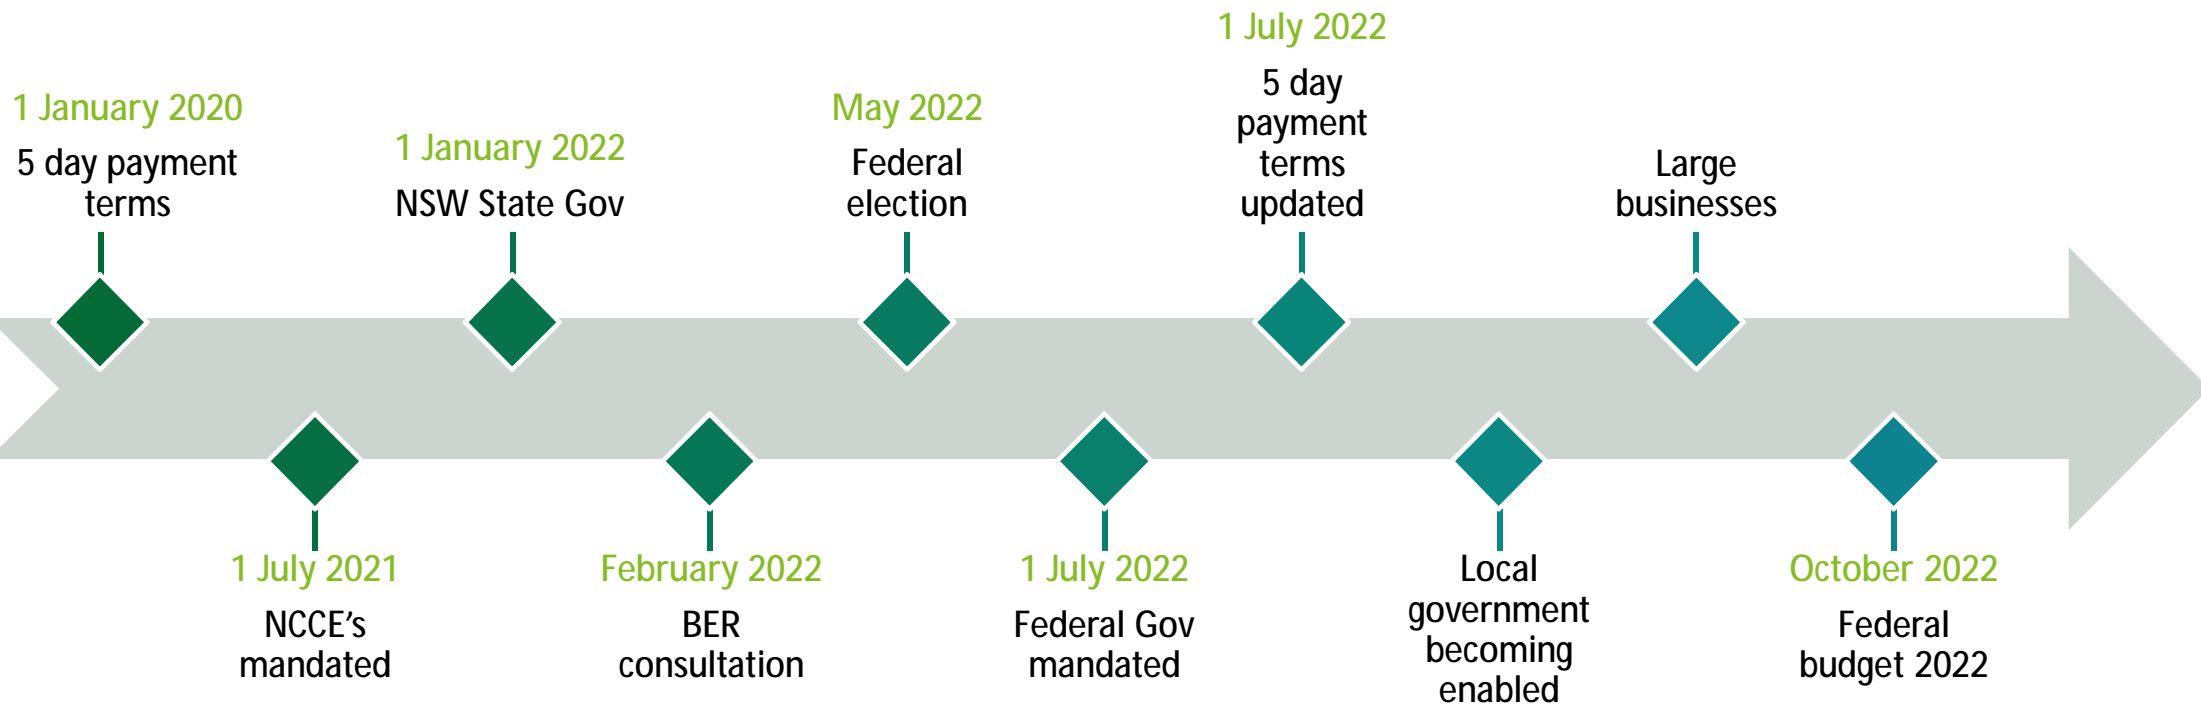 1 January 2020
5 day payment
terms
1 July 2021
NCCE’s
mandated
1 January 2022
NSW State Gov
February 2022
BER
consultation
May 2022
Federal
election
1 July 2022
Federal Gov
mandated
1 July 2022
5 day
payment
terms
updated
Local
government
becoming
enabled
Large
businesses
October 2022
Federal
budget 2022